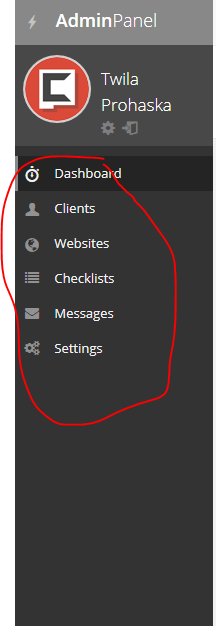 AdminPanel
Twila
Prohaska
Dashboard
Clients
Websites
Checklists
Messages
Settings